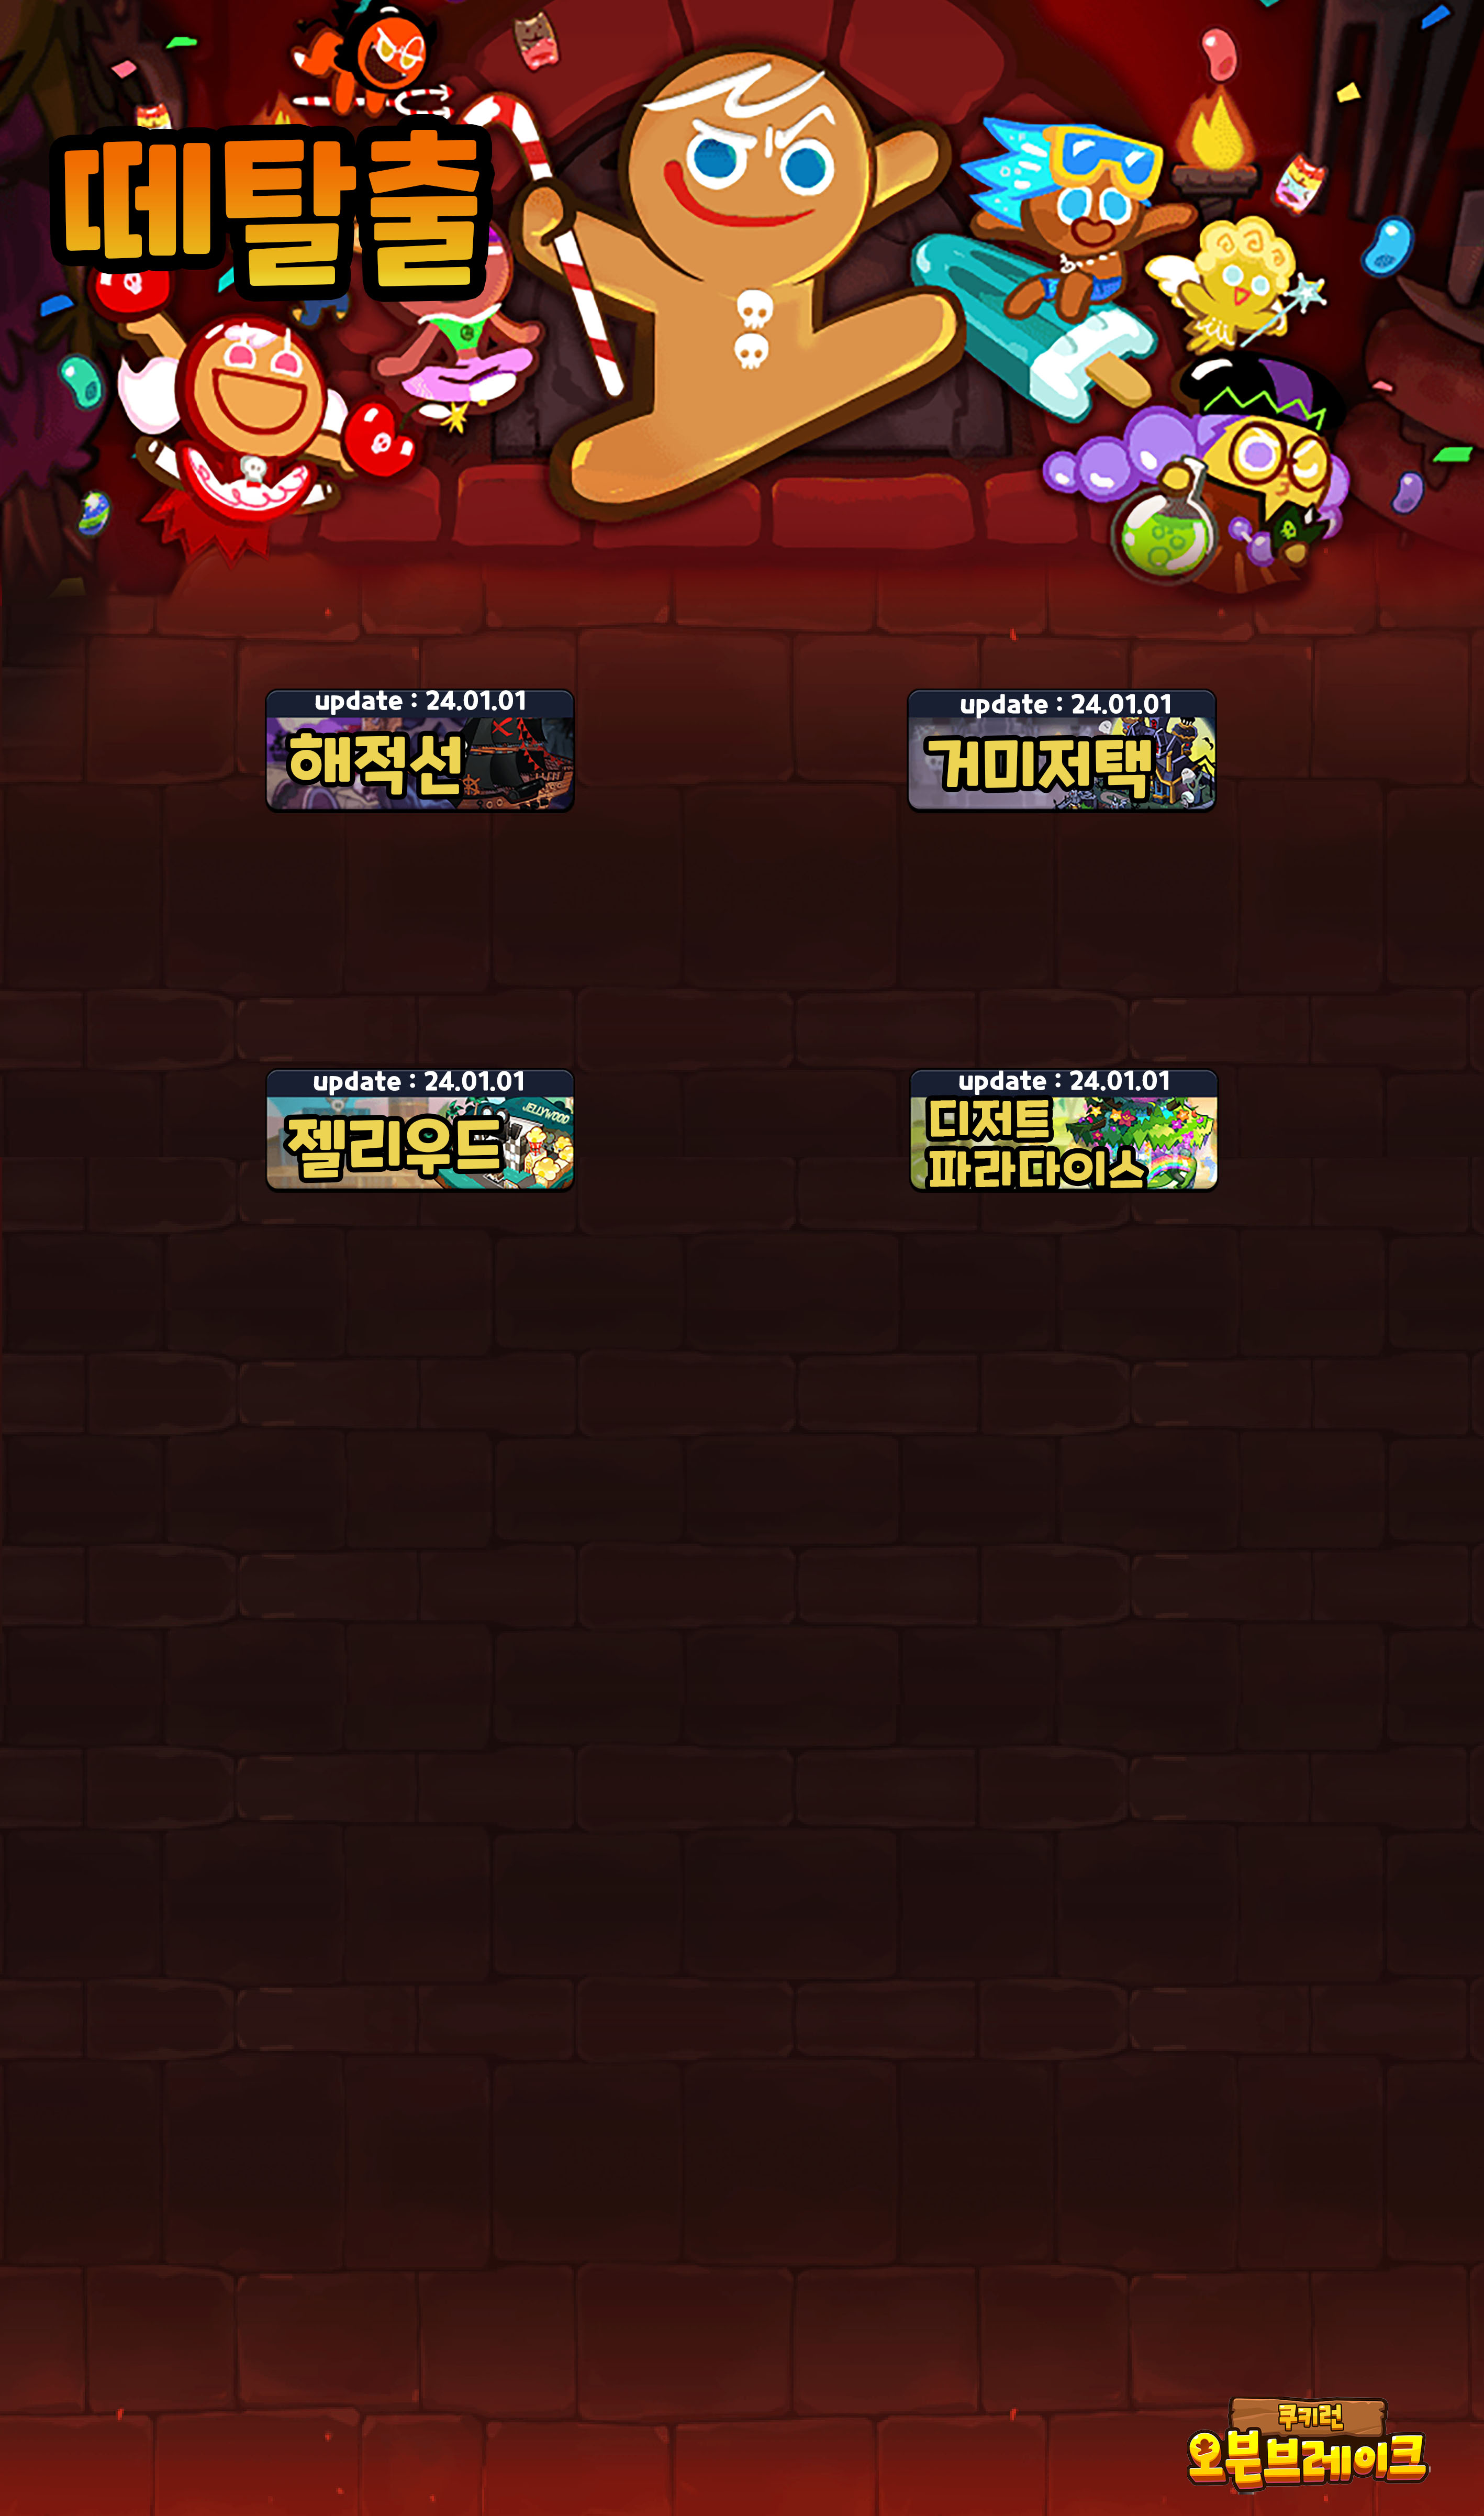 떼탈출
update : 24.01.01
해적선
update : 24.01.01
거미저택
update : 24.01.01
JELLYWOOD
젤리우드
update : 24.01.01
디저트
파라다이스
쿠키런
오븐브레이크